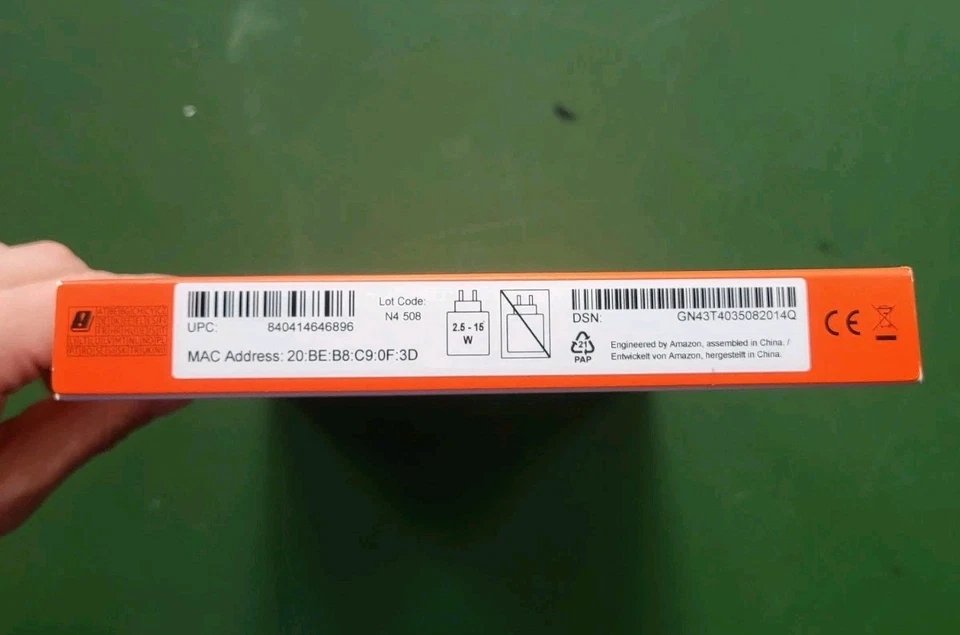 UPC: 840414646896
MAC Address: 20:BE:B8:C9:0F:3D
Lot Code:
N4 508
2.5 - 15
W
DSN: GN43T4035082014Q
21
PAP
Engineered by Amazon, assembled in China. /
Entwickelt von Amazon, hergestellt in China.
CE